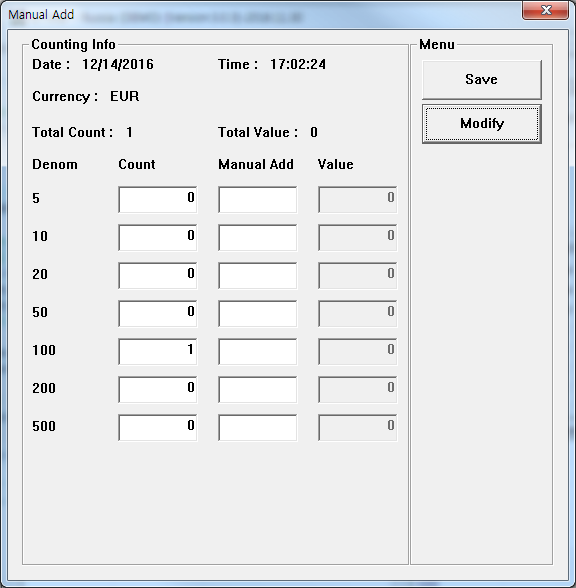 Manual Add
Counting Info
Menu
Date : 12/14/2016 Time : 17:02:24
Save
Currency : EUR
Modify
Total Count : 1 Total Value : 0
Denom Count Manual Add Value
5 0 0
10 0 0
20 0 0
50 0 0
100 1 0
200 0 0
500 0 0